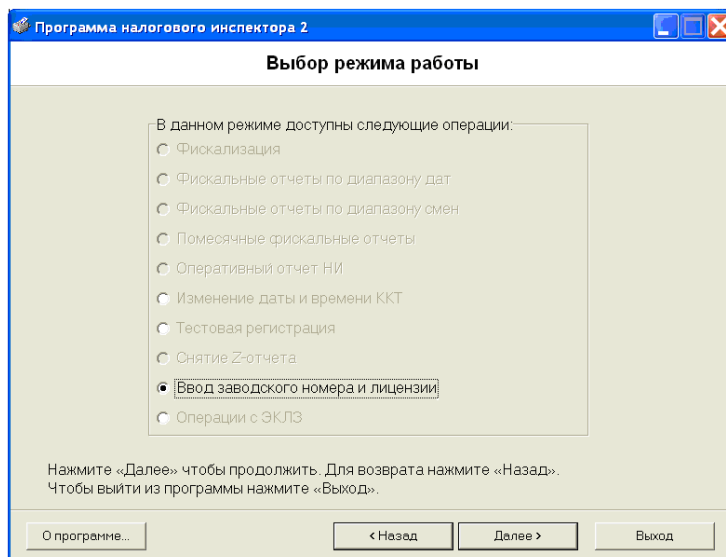 Программа налогового инспектора 2
Выбор режима работы
В данном режиме доступны следующие операции:
Фискализация
Фискальные отчеты по диапазону дат
Фискальные отчеты по диапазону смен
Помесячные фискальные отчеты
Оперативный отчет НИ
Изменение даты и времени ККТ
Тестовая регистрация
Снятие Z-отчета
Ввод заводского номера и лицензии
Операции с ЭКЛЗ
Нажмите «Далее» чтобы продолжить. Для возврата нажмите «Назад».
Чтобы выйти из программы нажмите «Выход».
О программе... < Назад Далее > Выход